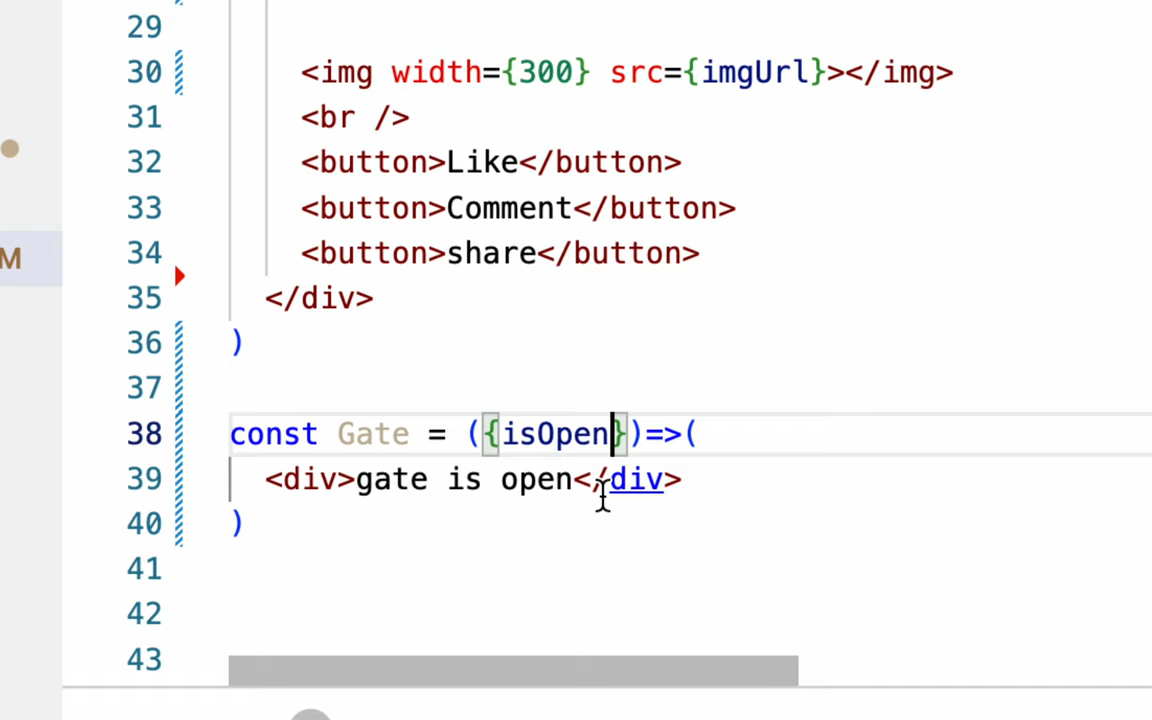 29
30 <img width={300} src={imgUrl}></img>
31 <br />
32 <button>Like</button>
33 <button>Comment</button>
34 <button>share</button>
35 </div>
36 )
37
38 const Gate = ({isOpen})=>(
39 <div>gate is open</div>
40 )
41
42
43
M